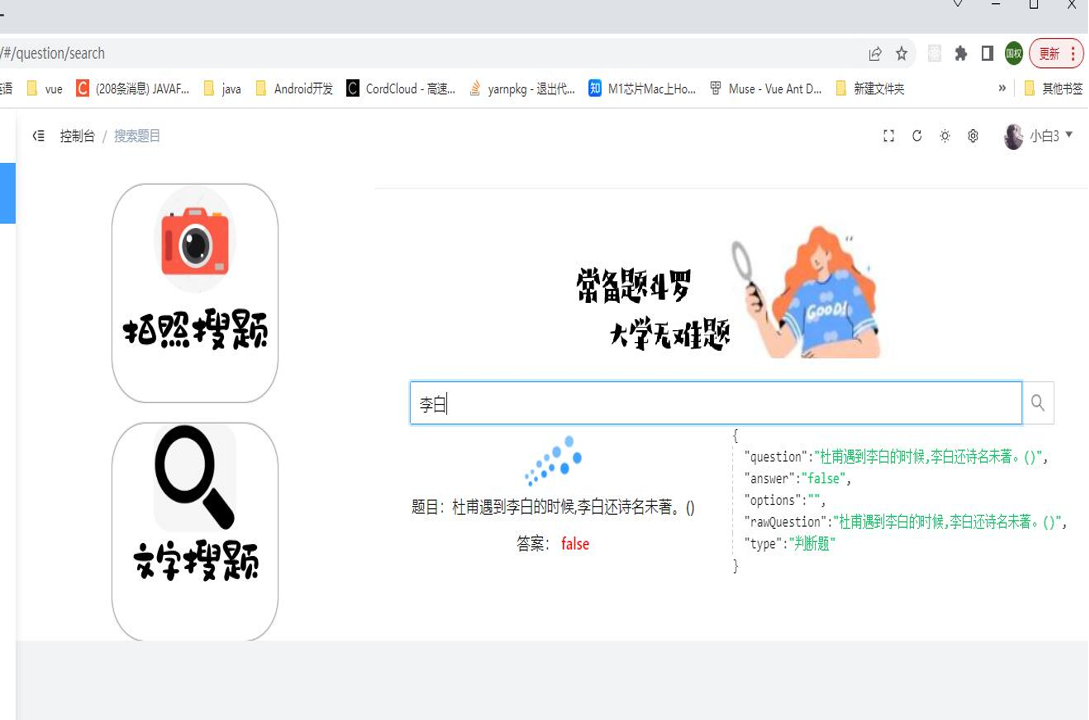 /#/question/search
国权
更新
语
vue
C
(208条消息) JAVAF...
java
Android开发
C
CordCloud - 高速...
yarnpkg - 退出代...
知
M1芯片Mac上Ho...
Muse - Vue Ant D...
新建文件夹
»
其他书签
控制台 / 搜索题目
小白3
拍照搜题
文字搜题
常备题斗罗
大学无难题
GOOD!
李白
题目：杜甫遇到李白的时候,李白还诗名未著。()
答案： false
{
"question":"杜甫遇到李白的时候,李白还诗名未著。()",
"answer":"false",
"options":"",
"rawQuestion":"杜甫遇到李白的时候,李白还诗名未著。()",
"type":"判断题"
}